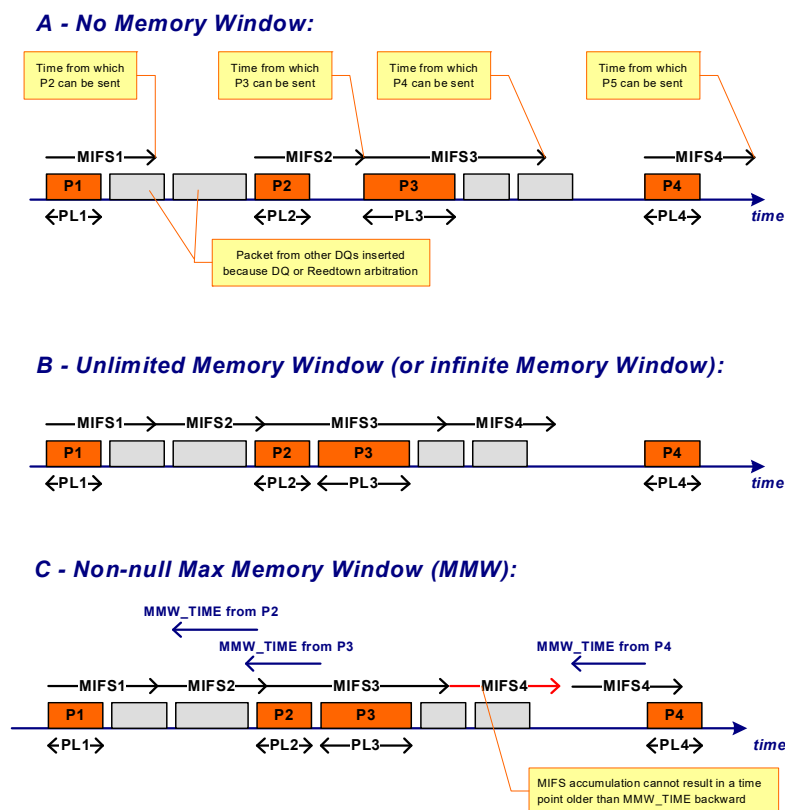 A - No Memory Window:
Time from which
P2 can be sent
Time from which
P3 can be sent
Time from which
P4 can be sent
Time from which
P5 can be sent
MIFS1
MIFS2
MIFS3
MIFS4
P1
P2
P3
P4
PL1
PL2
PL3
PL4
time
Packet from other DQs inserted
because DQ or Reedtown arbitration
B - Unlimited Memory Window (or infinite Memory Window):
MIFS1
MIFS2
MIFS3
MIFS4
P1
P2
P3
P4
PL1
PL2
PL3
PL4
time
C - Non-null Max Memory Window (MMW):
MMW_TIME from P2
MMW_TIME from P3
MMW_TIME from P4
MIFS1
MIFS2
MIFS3
MIFS4
MIFS4
P1
P2
P3
P4
PL1
PL2
PL3
PL4
time
MIFS accumulation cannot result in a time
point older than MMW_TIME backward